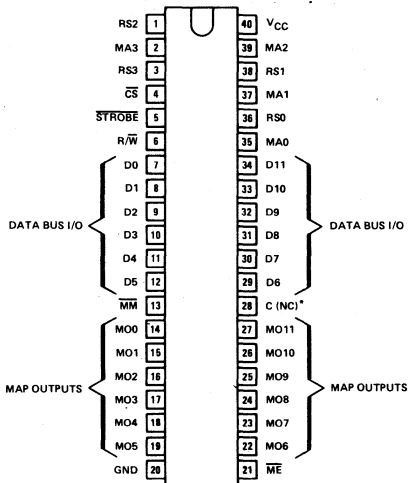 RS2 1 40 VCC
MA3 2 39 MA2
RS3 3 38 RS1
CS 4 37 MA1
STROBE 5 36 RS0
R/W 6 35 MA0
D0 7 34 D11
D1 8 33 D10
D2 9 32 D9
DATA BUS I/O D3 10 31 D8 DATA BUS I/O
D4 11 30 D7
D5 12 29 D6
MM 13 28 C (NC)*
MO0 14 27 MO11
MO1 15 26 MO10
MO2 16 25 MO9
MAP OUTPUTS MO3 17 24 MO8 MAP OUTPUTS
MO4 18 23 MO7
MO5 19 22 MO6
GND 20 21 ME